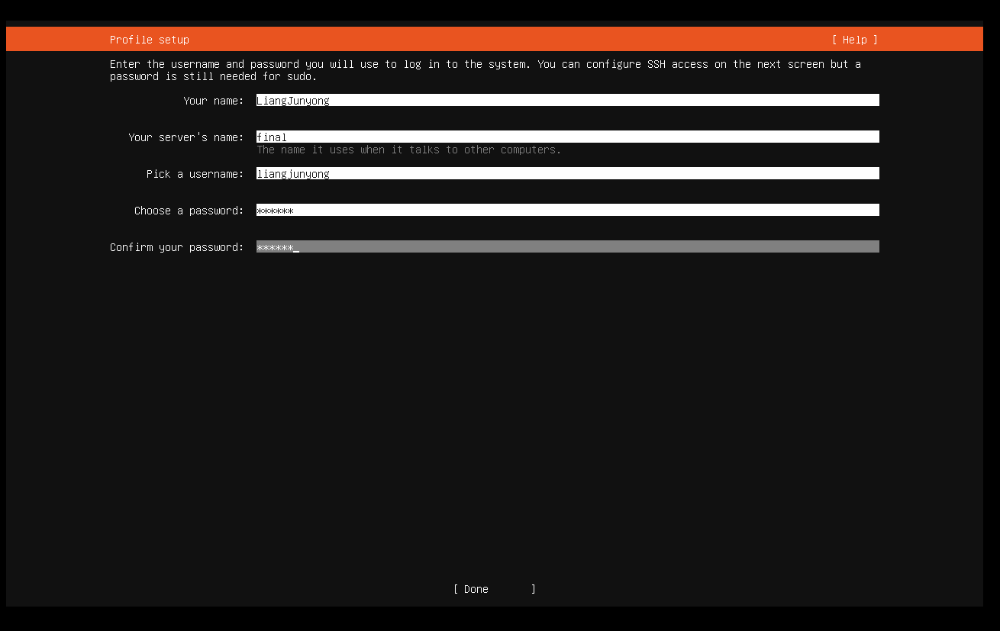 Profile setup [ Help ]
Enter the username and password you will use to log in to the system. You can configure SSH access on the next screen but a
password is still needed for sudo.
Your name: LiangJunyong
Your server's name: final
The name it uses when it talks to other computers.
Pick a username: liangjunyong
Choose a password: ******
Confirm your password: ******_
[ Done ]